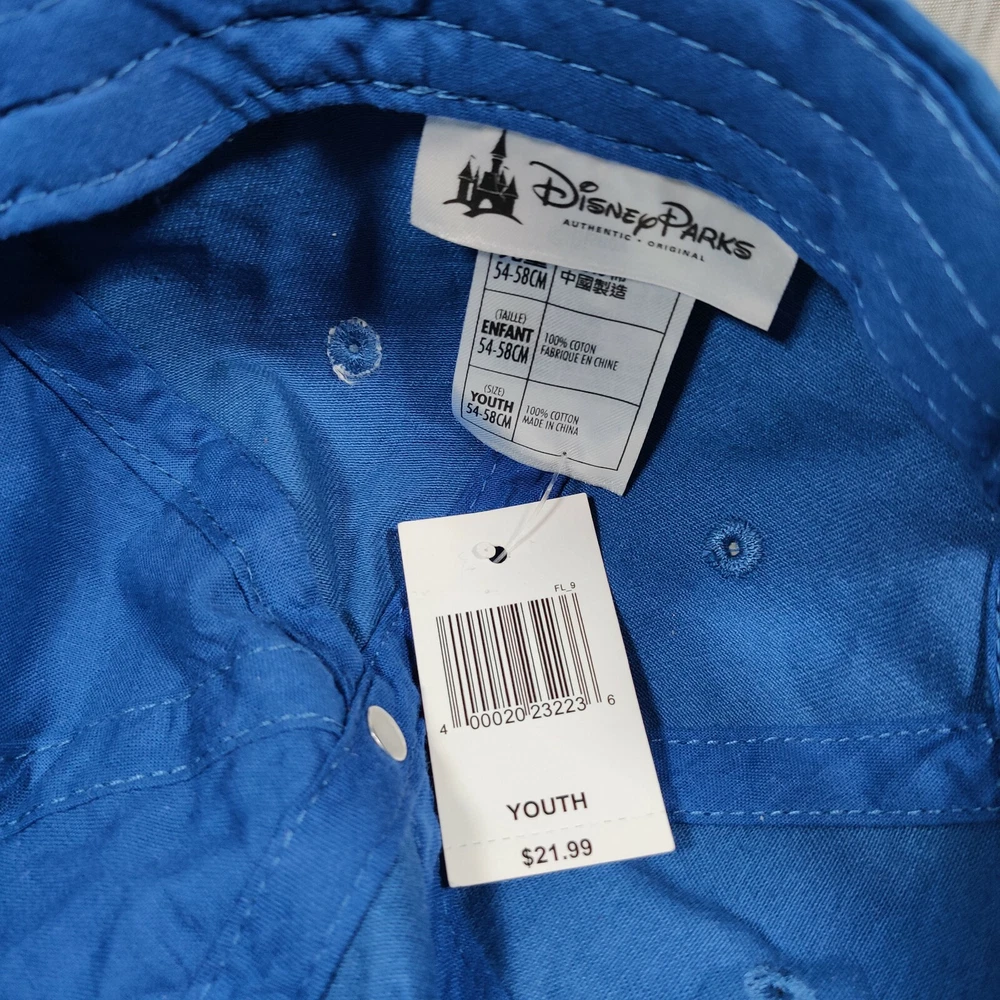 Disney Parks
AUTHENTIC • ORIGINAL
54-58CM
中國製造
(TAILLE)
ENFANT
54-58CM
100% COTON
FABRIQUE EN CHINE
(SIZE)
YOUTH
54-58CM
100% COTTON
MADE IN CHINA
FL_9
4 00020 23223 6
YOUTH
$21.99